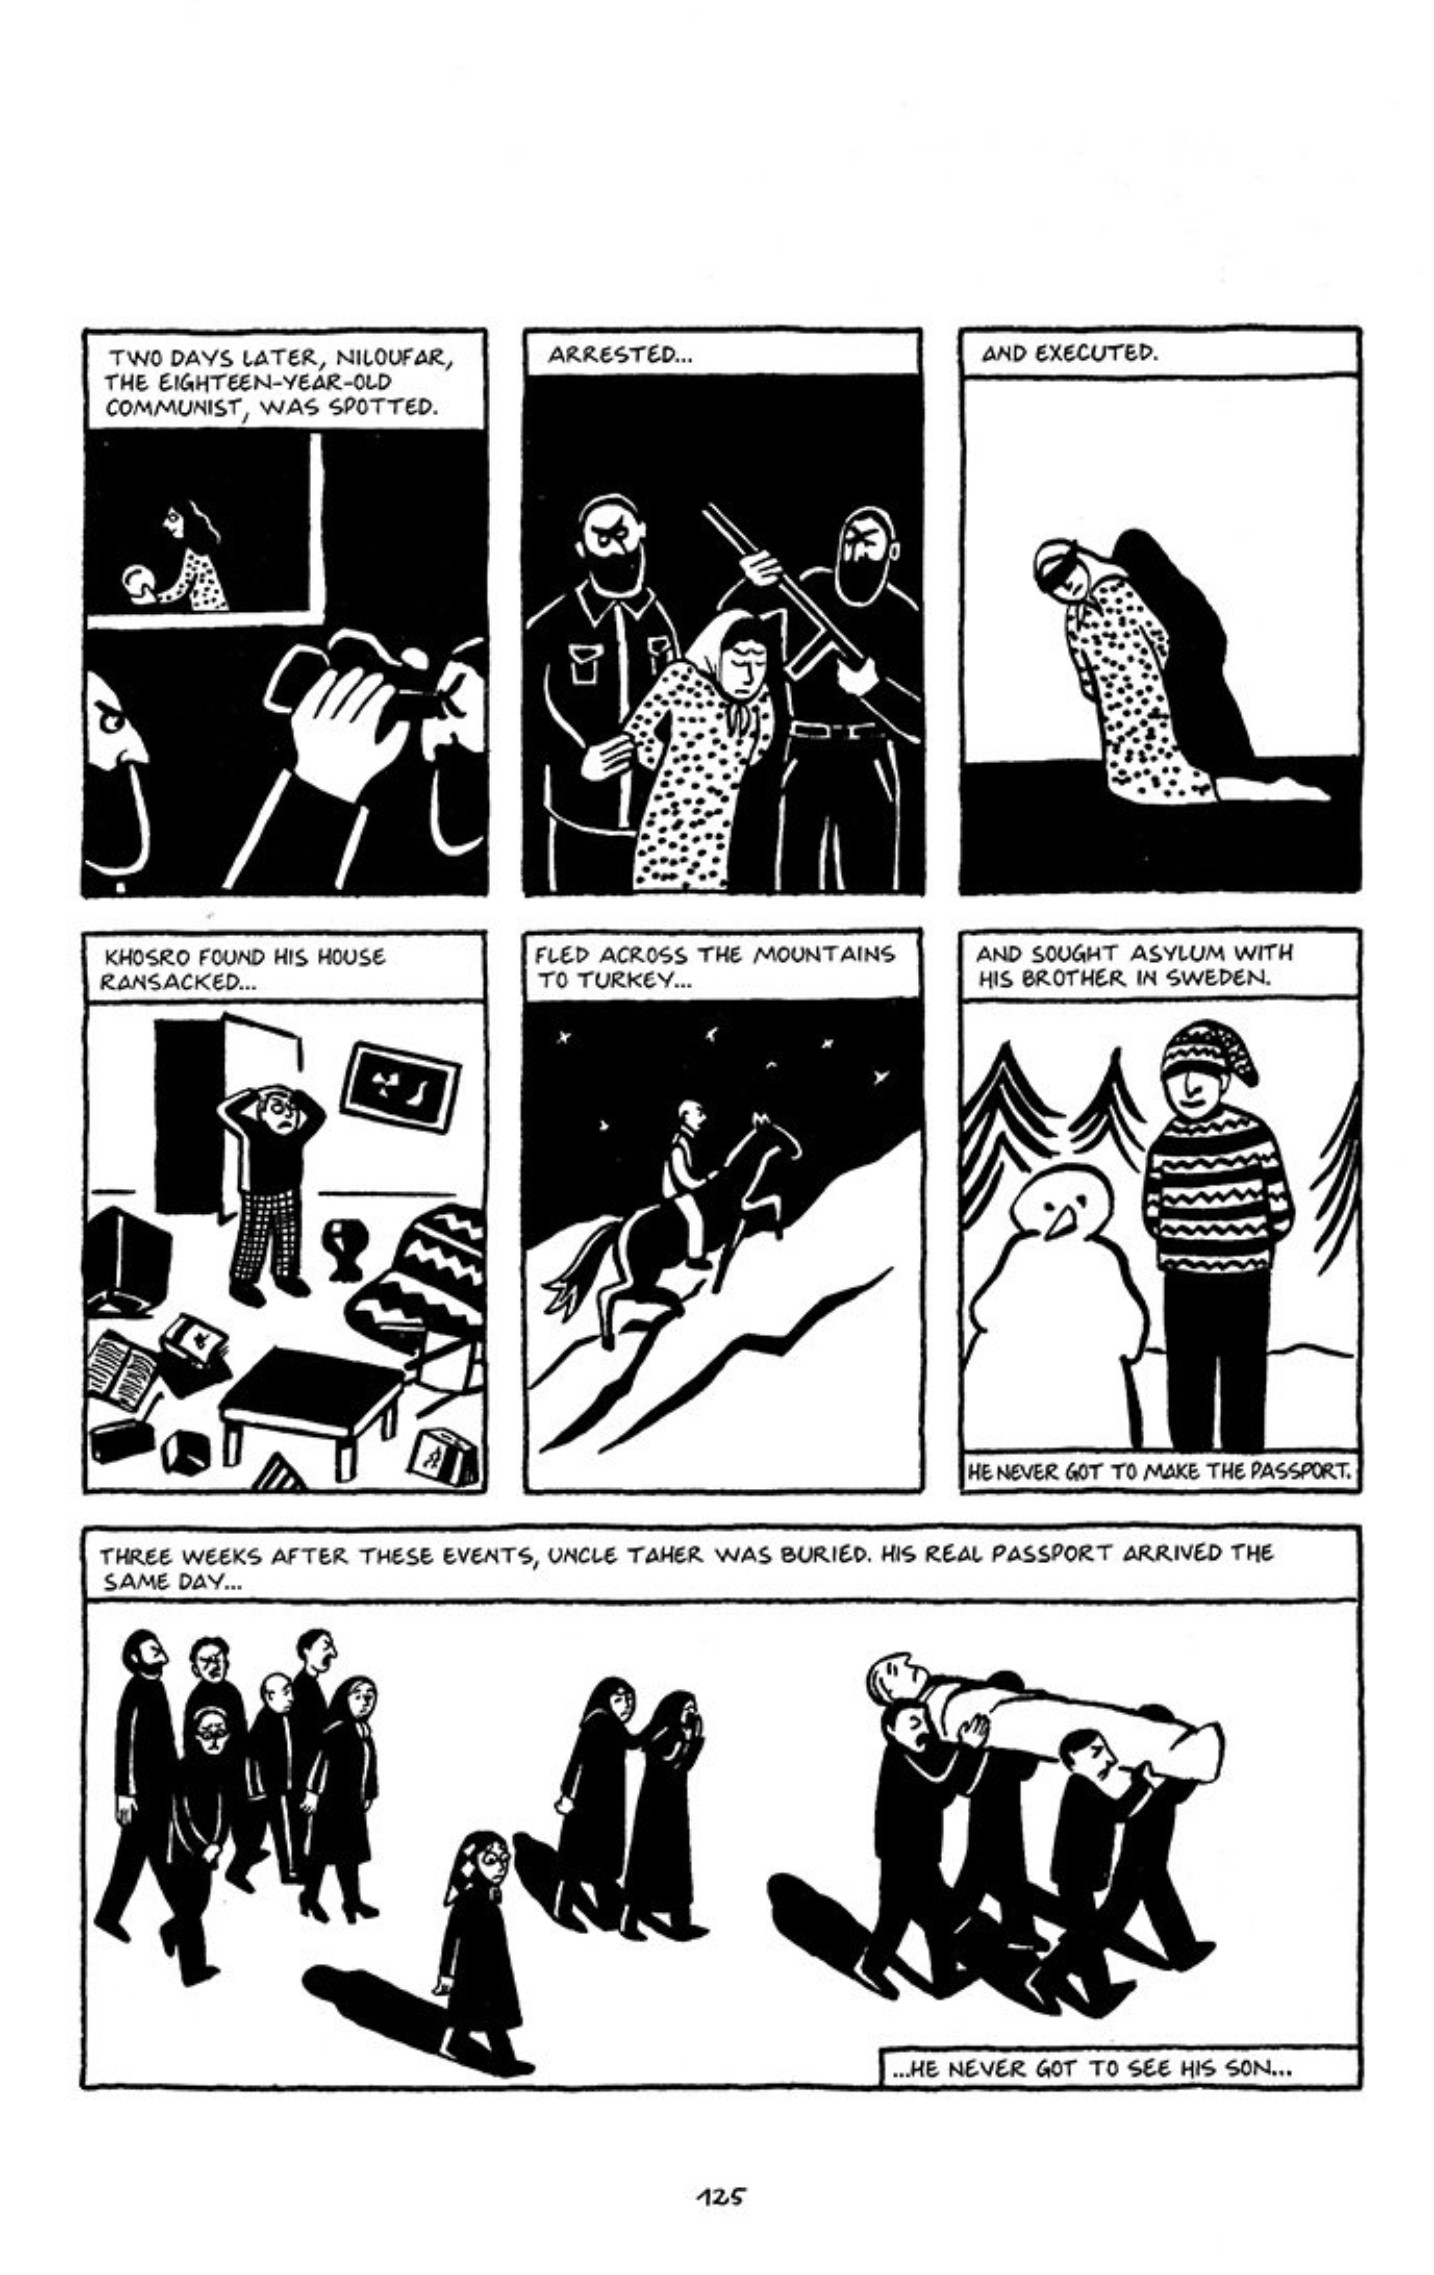 TWO DAYS LATER, NILOUFAR,
THE EIGHTEEN-YEAR-OLD
COMMUNIST, WAS SPOTTED.
ARRESTED...
AND EXECUTED.
KHOSRO FOUND HIS HOUSE
RANSACKED...
FLED ACROSS THE MOUNTAINS
TO TURKEY...
AND SOUGHT ASYLUM WITH
HIS BROTHER IN SWEDEN.
HE NEVER GOT TO MAKE THE PASSPORT.
THREE WEEKS AFTER THESE EVENTS, UNCLE TAHER WAS BURIED. HIS REAL PASSPORT ARRIVED THE
SAME DAY...
...HE NEVER GOT TO SEE HIS SON...
125